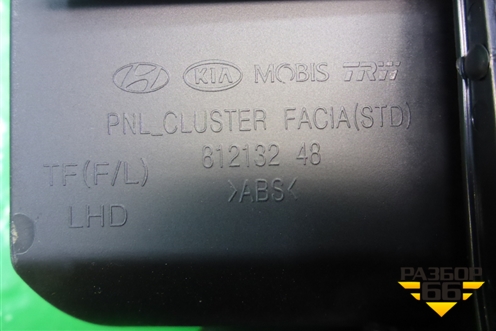 KIA MOBIS TRW
PNL_CLUSTER FACIA(STD)
TF(F/L) 812132 48
LHD >ABS<
РАЗБОР
66